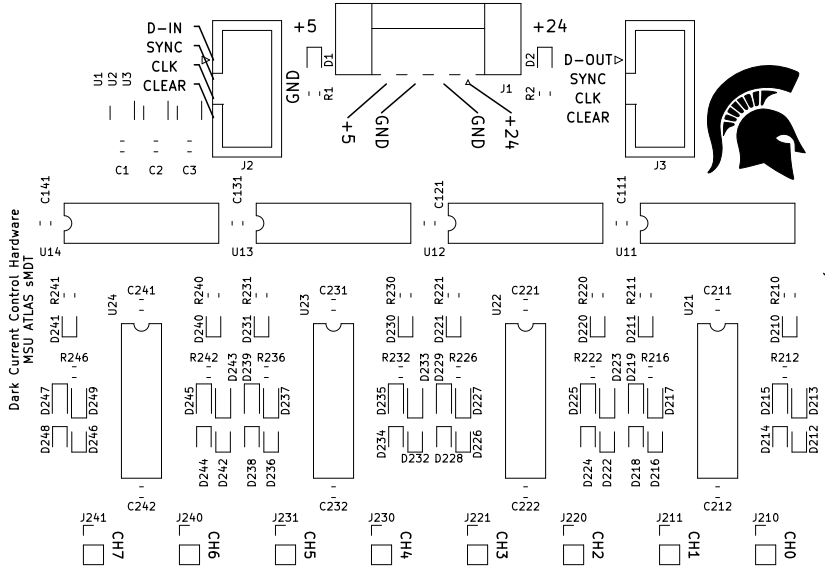 D-IN
SYNC
CLK
CLEAR
+5
+24
D-OUT
SYNC
CLK
CLEAR
U1
U2
U3
GND
D1
R1
J1
D2
R2
+5
GND
GND
+24
C1
C2
C3
J2
J3
Dark Current Control Hardware
MSU ATLAS sMDT
C141
C131
C121
C111
U14
U13
U12
U11
R241
C241
R240
R231
C231
R230
R221
C221
R220
R211
C211
R210
U24
U23
U22
U21
D241
D240
D231
D230
D221
D220
D211
D210
R246
R242
D243
D239
R236
R232
D233
D229
R226
R222
D223
D219
R216
R212
D247
D249
D245
D237
D235
D227
D225
D217
D215
D213
D248
D246
D244
D242
D238
D236
D234
D232
D228
D226
D224
D222
D218
D216
D214
D212
C242
C232
C222
C212
J241
J240
J231
J230
J221
J220
J211
J210
CH7
CH6
CH5
CH4
CH3
CH2
CH1
CH0